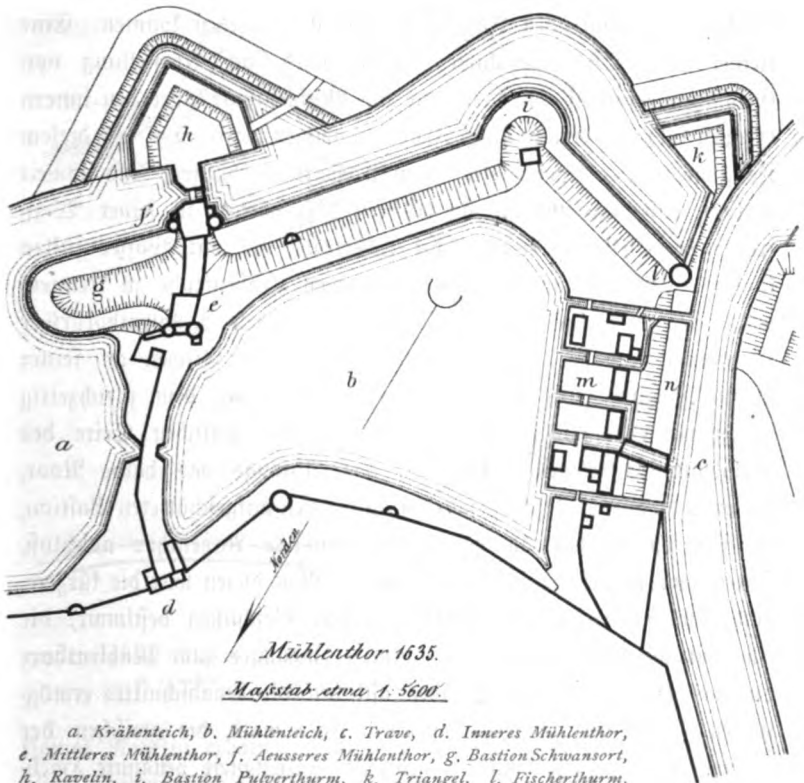 h
i
k
f
l
g
e
b
m
n
a
c
Norden
d
Mühlenthor 1635.
Maßstab etwa 1:5600.
a. Krähenteich, b. Mühlenteich, c. Trave, d. Inneres Mühlenthor,
e. Mittleres Mühlenthor, f. Aeusseres Mühlenthor, g. Bastion Schwansort,
h. Ravelin, i. Bastion Pulverthurm, k. Triangel, l. Fischerthurm,